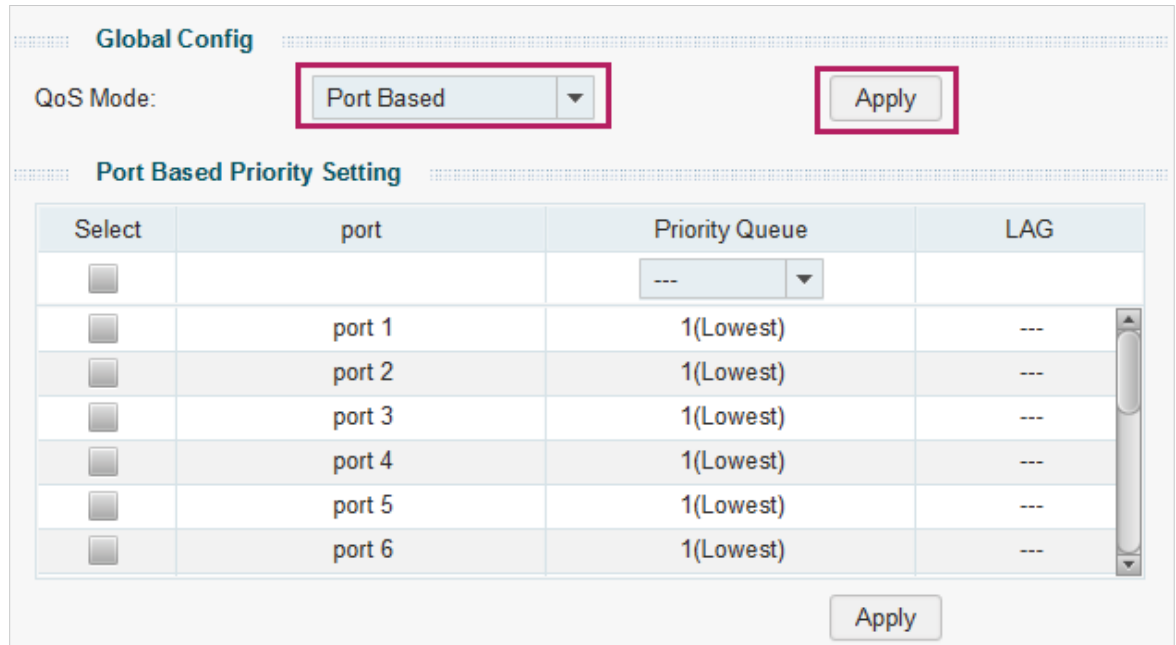 Global Config
QoS Mode: Port Based Apply
Port Based Priority Setting
Select port Priority Queue LAG
---
port 1 1(Lowest) ---
port 2 1(Lowest) ---
port 3 1(Lowest) ---
port 4 1(Lowest) ---
port 5 1(Lowest) ---
port 6 1(Lowest) ---
Apply